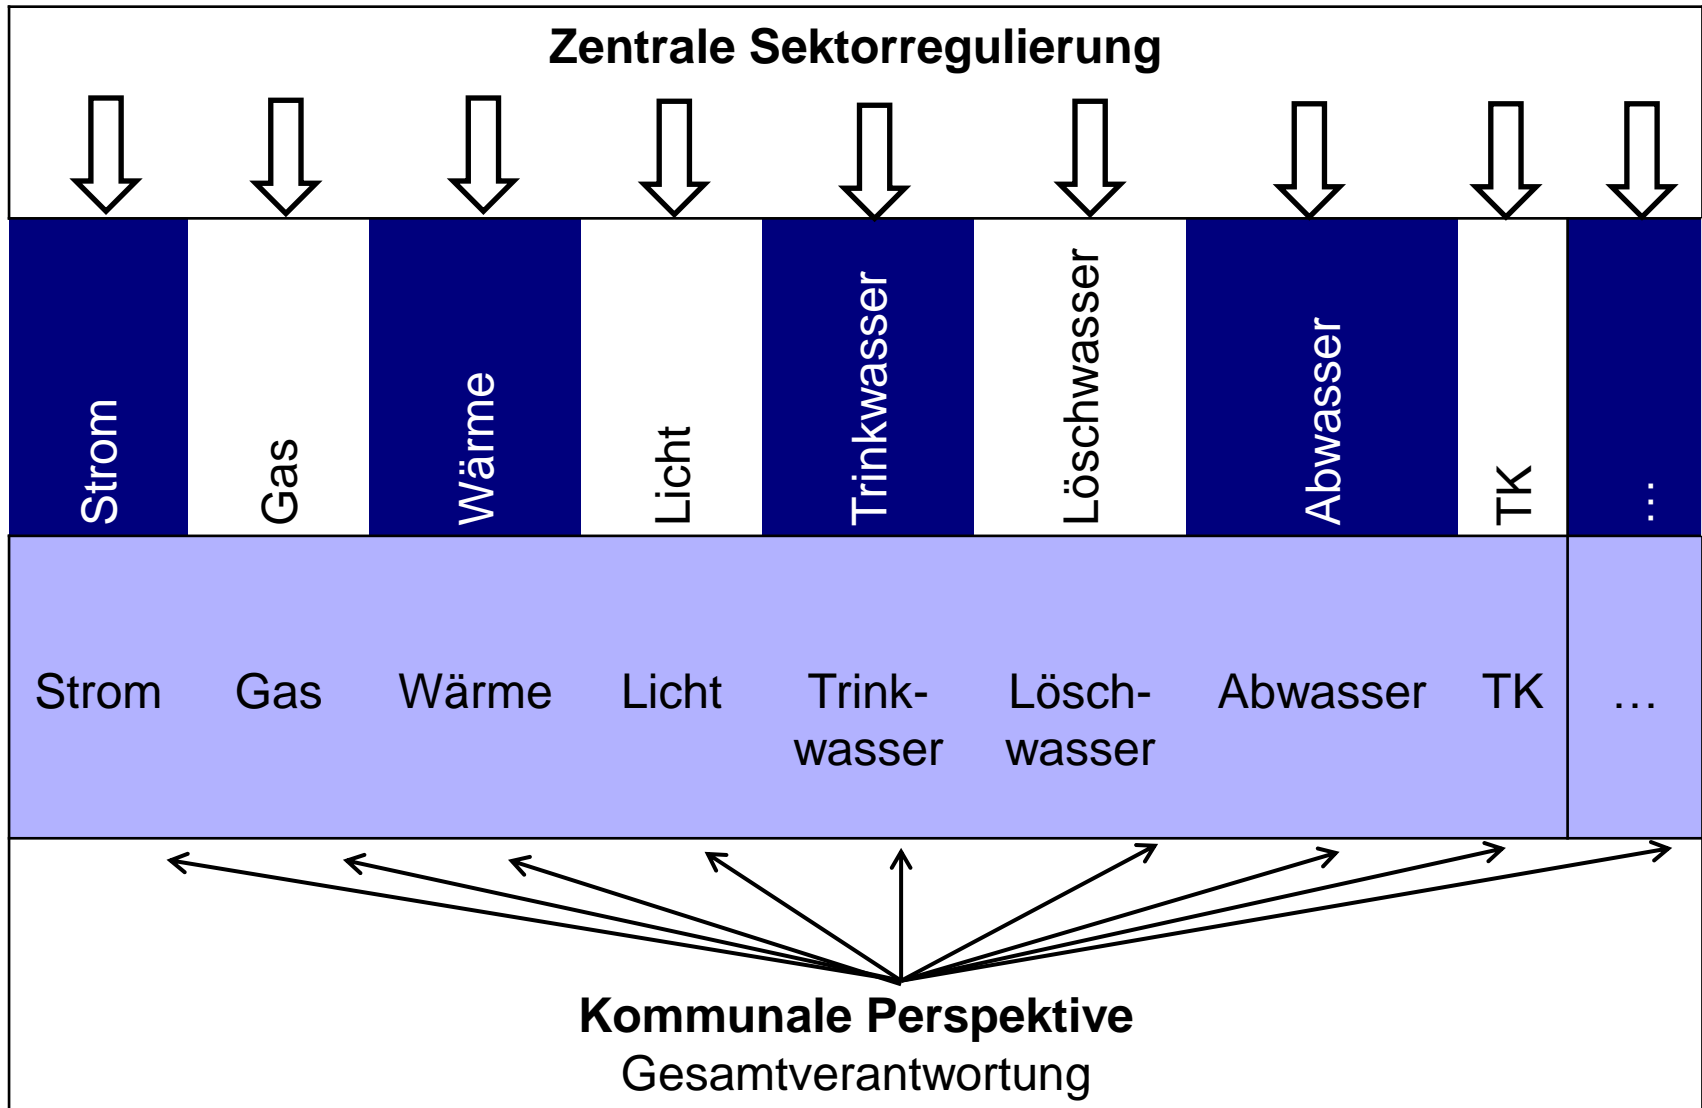 Zentrale Sektorregulierung
Strom
Gas
Wärme
Licht
Trinkwasser
Löschwasser
Abwasser
TK
…
Strom Gas Wärme Licht Trink- Lösch- Abwasser TK …
wasser wasser
Kommunale Perspektive
Gesamtverantwortung